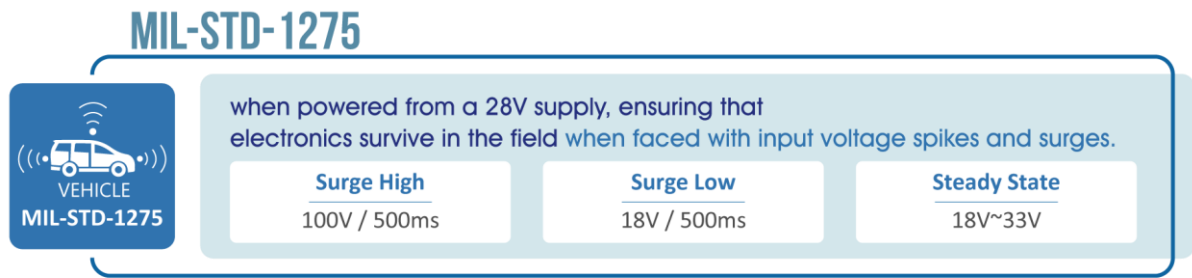 MIL-STD-1275
VEHICLE
MIL-STD-1275
when powered from a 28V supply, ensuring that
electronics survive in the field when faced with input voltage spikes and surges.
Surge High
100V / 500ms
Surge Low
18V / 500ms
Steady State
18V~33V